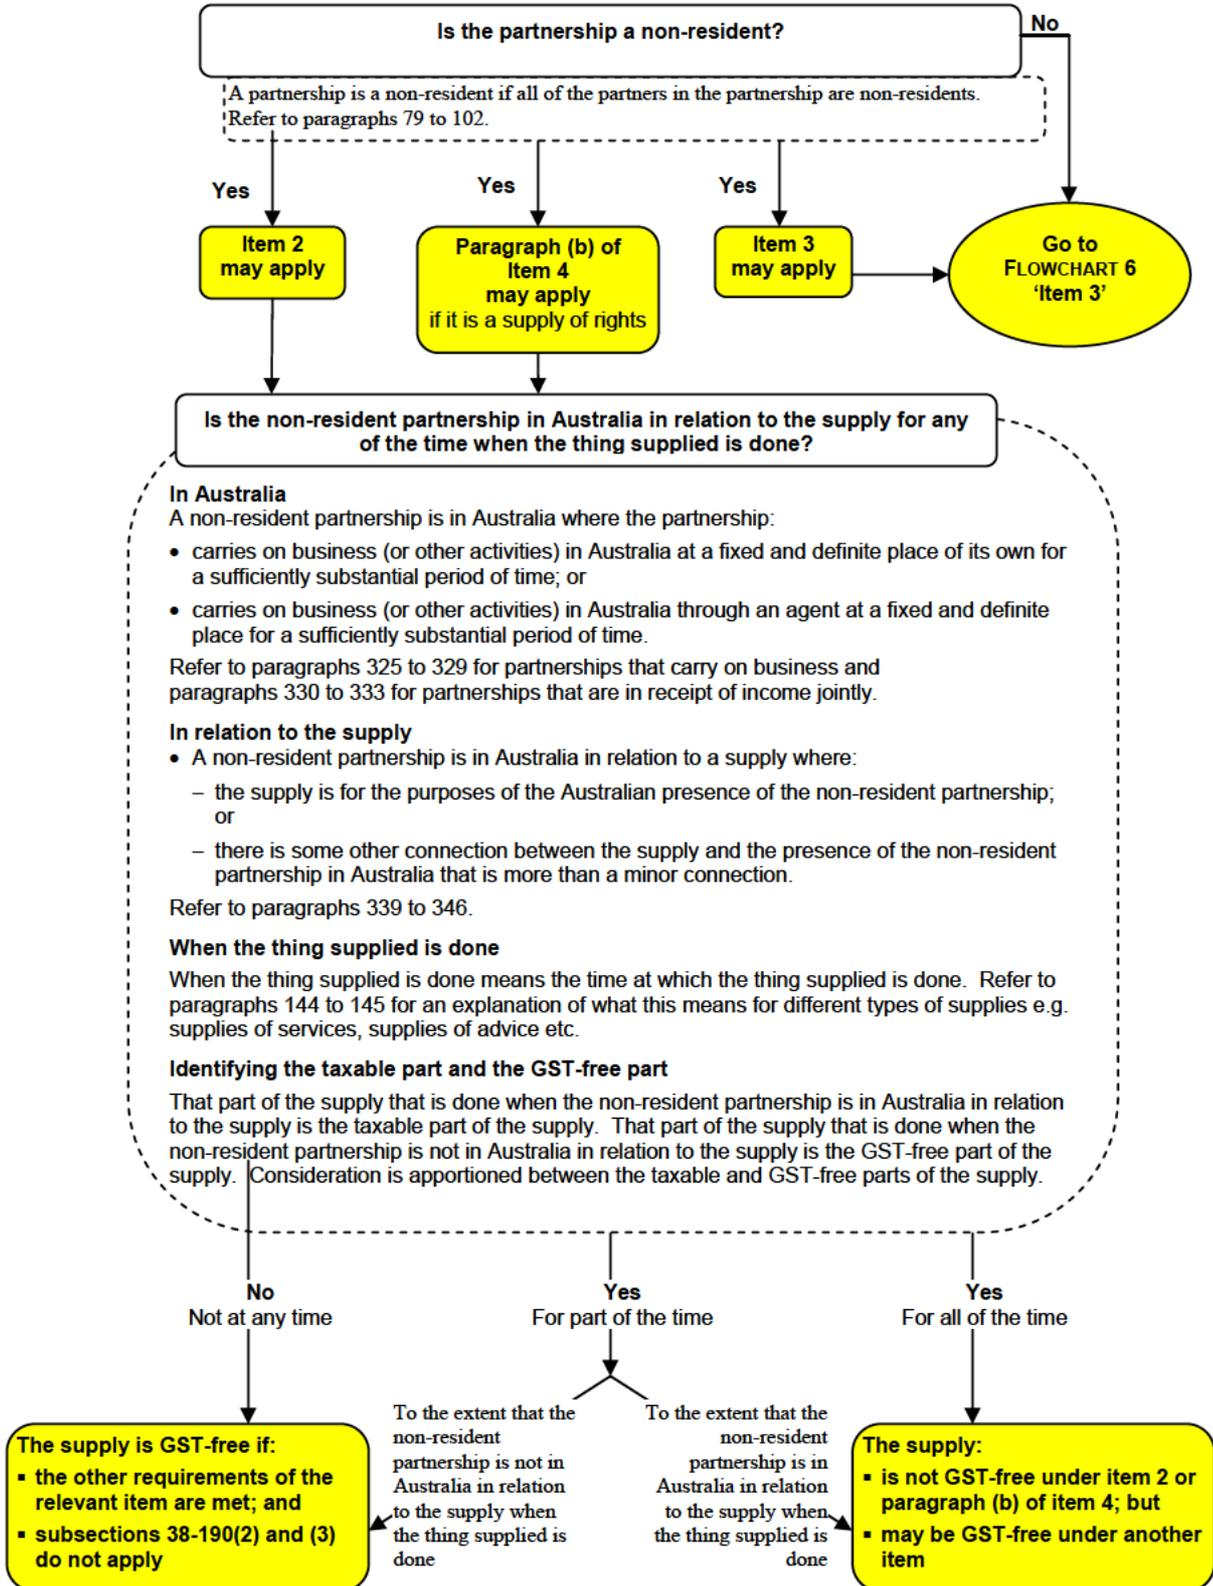 Is the partnership a non-resident?
No
A partnership is a non-resident if all of the partners in the partnership are non-residents.
Refer to paragraphs 79 to 102.
Yes
Yes
Yes
Item 2
may apply
Paragraph (b) of
Item 4
may apply
if it is a supply of rights
Item 3
may apply
Go to
FLOWCHART 6
‘Item 3’
Is the non-resident partnership in Australia in relation to the supply for any
of the time when the thing supplied is done?
In Australia
A non-resident partnership is in Australia where the partnership:
• carries on business (or other activities) in Australia at a fixed and definite place of its own for
a sufficiently substantial period of time; or
• carries on business (or other activities) in Australia through an agent at a fixed and definite
place for a sufficiently substantial period of time.
Refer to paragraphs 325 to 329 for partnerships that carry on business and
paragraphs 330 to 333 for partnerships that are in receipt of income jointly.
In relation to the supply
• A non-resident partnership is in Australia in relation to a supply where:
– the supply is for the purposes of the Australian presence of the non-resident partnership;
or
– there is some other connection between the supply and the presence of the non-resident
partnership in Australia that is more than a minor connection.
Refer to paragraphs 339 to 346.
When the thing supplied is done
When the thing supplied is done means the time at which the thing supplied is done. Refer to
paragraphs 144 to 145 for an explanation of what this means for different types of supplies e.g.
supplies of services, supplies of advice etc.
Identifying the taxable part and the GST-free part
That part of the supply that is done when the non-resident partnership is in Australia in relation
to the supply is the taxable part of the supply. That part of the supply that is done when the
non-resident partnership is not in Australia in relation to the supply is the GST-free part of the
supply. Consideration is apportioned between the taxable and GST-free parts of the supply.
No
Not at any time
Yes
For part of the time
Yes
For all of the time
The supply is GST-free if:
▪ the other requirements of the
relevant item are met; and
▪ subsections 38-190(2) and (3)
do not apply
To the extent that the
non-resident
partnership is not in
Australia in relation
to the supply when
the thing supplied is
done
To the extent that the
non-resident
partnership is in
Australia in relation
to the supply when
the thing supplied is
done
The supply:
▪ is not GST-free under item 2 or
paragraph (b) of item 4; but
▪ may be GST-free under another
item